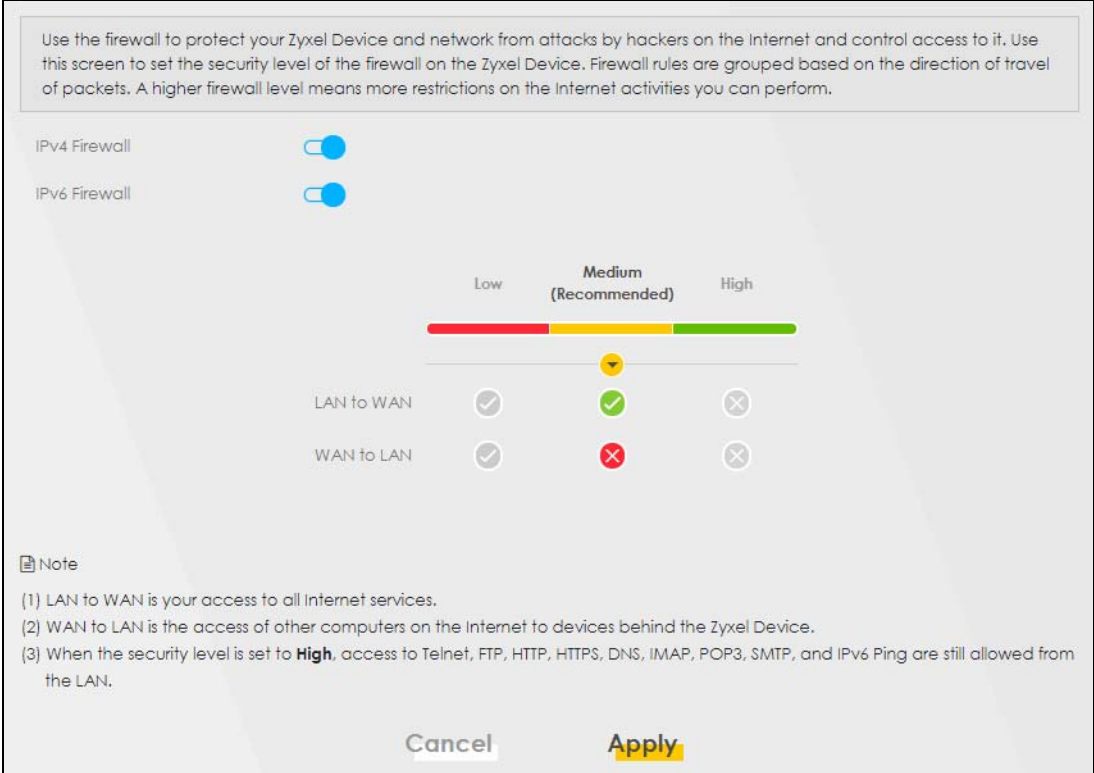 Use the firewall to protect your Zyxel Device and network from attacks by hackers on the Internet and control access to it. Use
this screen to set the security level of the firewall on the Zyxel Device. Firewall rules are grouped based on the direction of travel
of packets. A higher firewall level means more restrictions on the Internet activities you can perform.
IPv4 Firewall
IPv6 Firewall
Low
Medium
(Recommended)
High
LAN to WAN
WAN to LAN
Note
(1) LAN to WAN is your access to all Internet services.
(2) WAN to LAN is the access of other computers on the Internet to devices behind the Zyxel Device.
(3) When the security level is set to High, access to Telnet, FTP, HTTP, HTTPS, DNS, IMAP, POP3, SMTP, and IPv6 Ping are still allowed from
the LAN.
Cancel
Apply